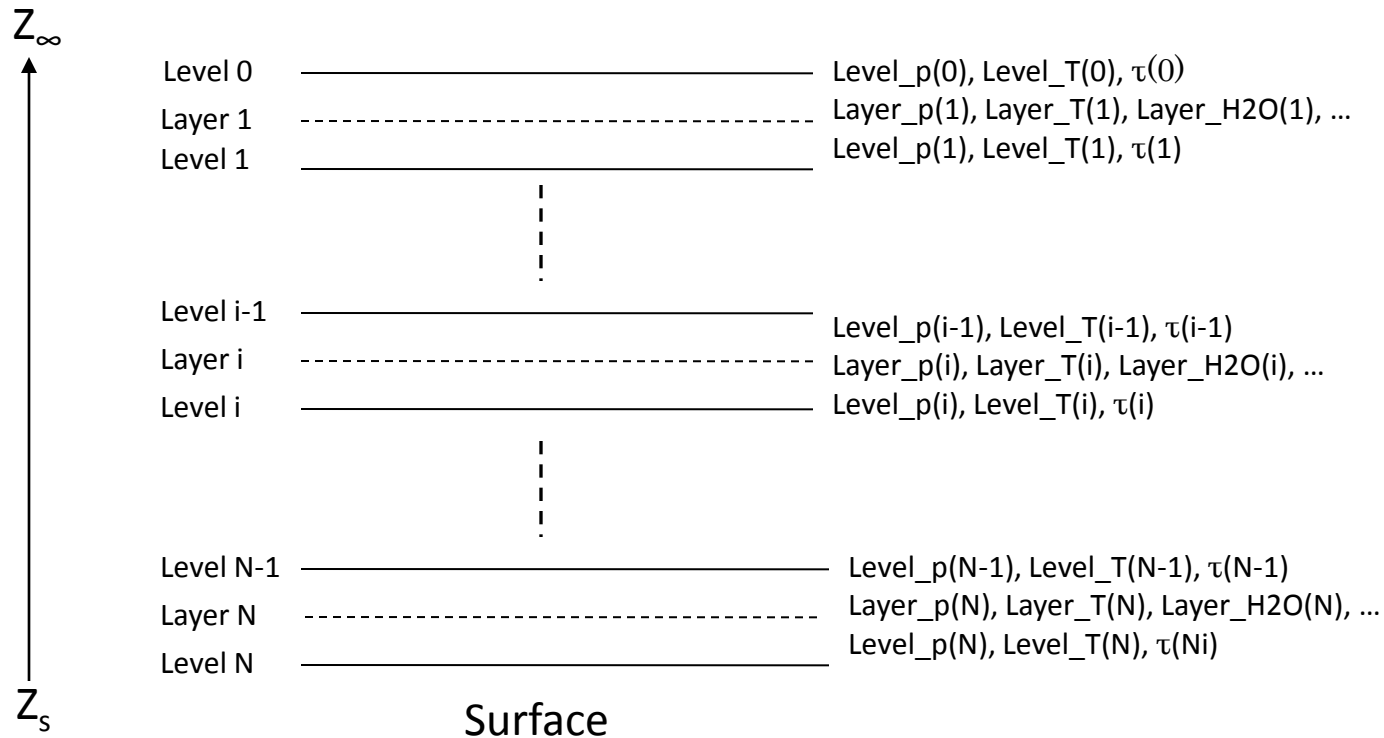 Z∞
Level 0 Level_p(0), Level_T(0), τ(0)
Layer 1 Layer_p(1), Layer_T(1), Layer_H2O(1), ...
Level 1 Level_p(1), Level_T(1), τ(1)
Level i-1 Level_p(i-1), Level_T(i-1), τ(i-1)
Layer i Layer_p(i), Layer_T(i), Layer_H2O(i), ...
Level i Level_p(i), Level_T(i), τ(i)
Level N-1 Level_p(N-1), Level_T(N-1), τ(N-1)
Layer N Layer_p(N), Layer_T(N), Layer_H2O(N), ...
Level N Level_p(N), Level_T(N), τ(Ni)
Zs Surface